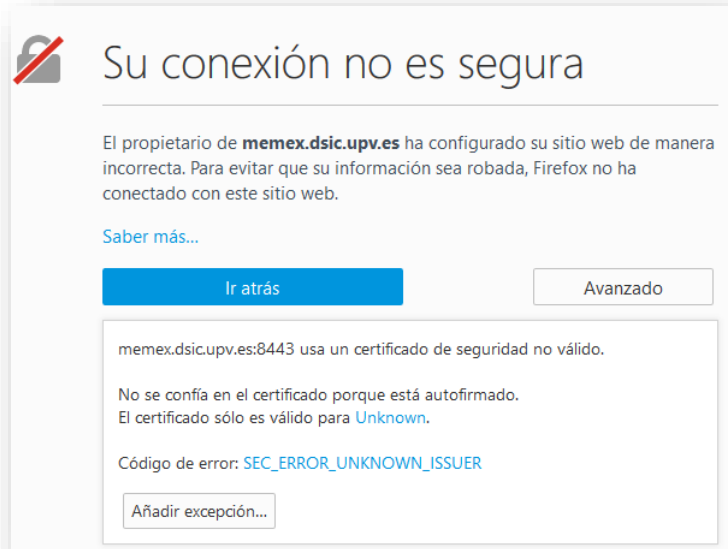 Su conexión no es segura
El propietario de memex.dsic.upv.es ha configurado su sitio web de manera
incorrecta. Para evitar que su información sea robada, Firefox no ha
conectado con este sitio web.
Saber más...
Ir atrás
Avanzado
memex.dsic.upv.es:8443 usa un certificado de seguridad no válido.
No se confía en el certificado porque está autofirmado.
El certificado sólo es válido para Unknown.
Código de error: SEC_ERROR_UNKNOWN_ISSUER
Añadir excepción...